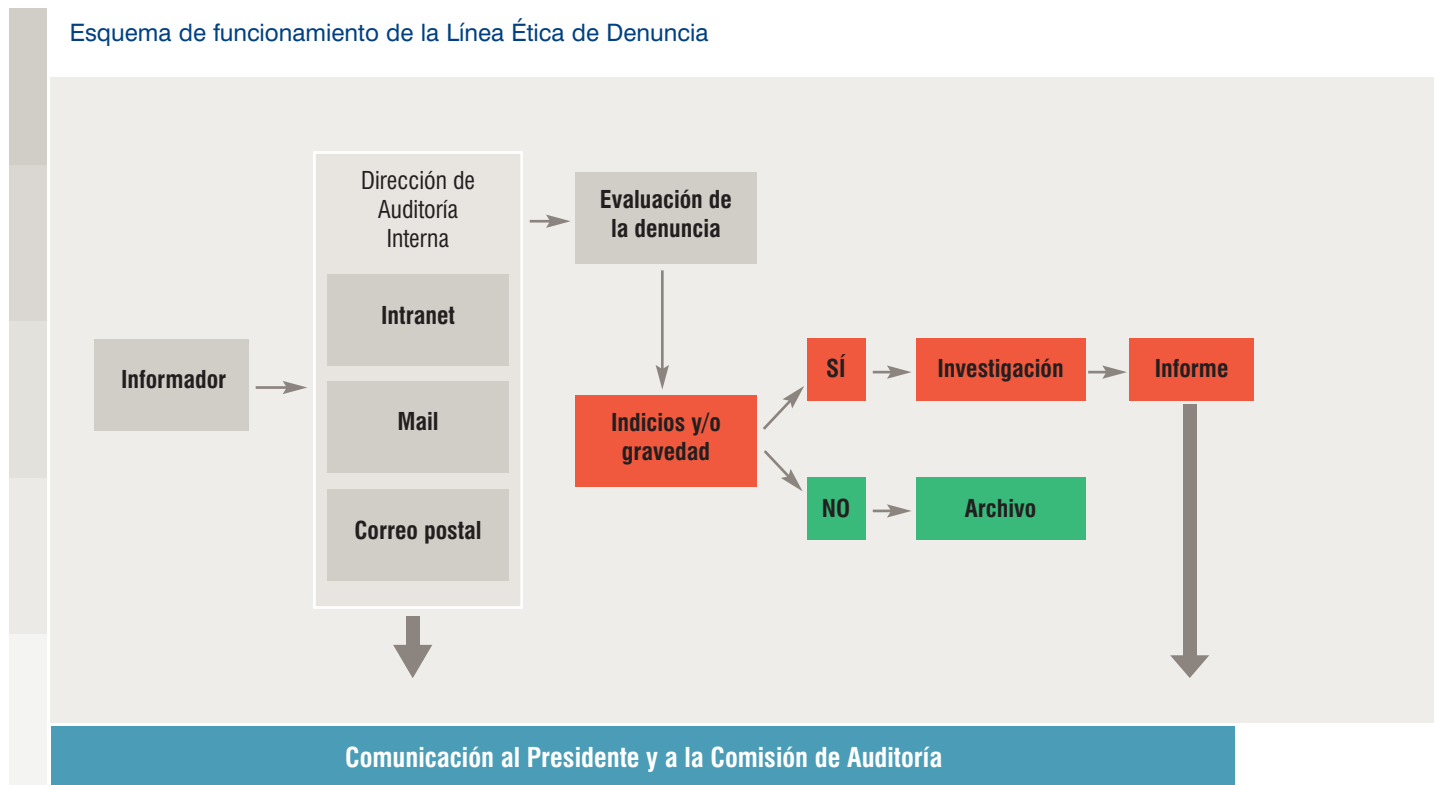 Esquema de funcionamiento de la Línea Ética de Denuncia
Dirección de
Auditoría
Interna
Evaluación de
la denuncia
Intranet
Informador
SÍ
Investigación
Informe
Mail
Indicios y/o
gravedad
NO
Archivo
Correo postal
Comunicación al Presidente y a la Comisión de Auditoría